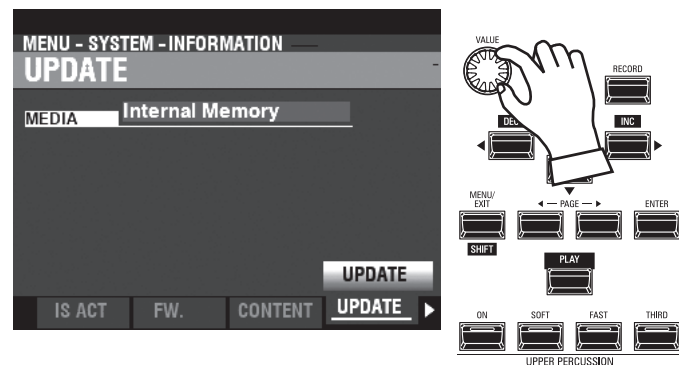 MENU - SYSTEM - INFORMATION
UPDATE
MEDIA Internal Memory
UPDATE
IS ACT FW. CONTENT UPDATE
VALUE
RECORD
INC
MENU/
EXIT
PAGE
ENTER
SHIFT
PLAY
ON SOFT FAST THIRD
UPPER PERCUSSION